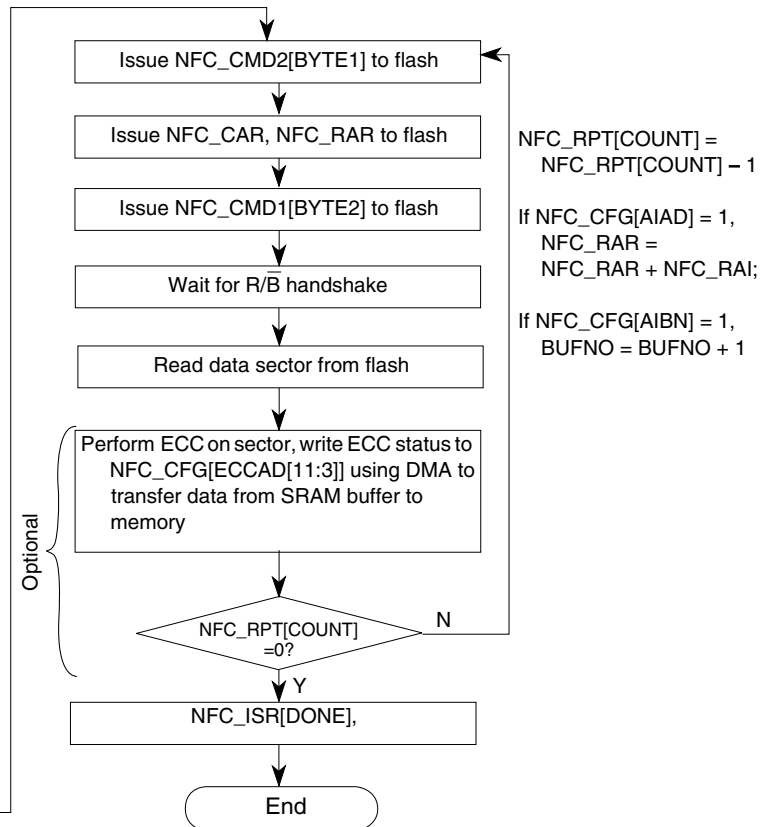 Issue NFC_CMD2[BYTE1] to flash
Issue NFC_CAR, NFC_RAR to flash
Issue NFC_CMD1[BYTE2] to flash
Wait for R/B̅ handshake
Read data sector from flash
Perform ECC on sector, write ECC status to
NFC_CFG[ECCAD[11:3]] using DMA to
transfer data from SRAM buffer to
memory
Optional
NFC_RPT[COUNT]
=0?
N
Y
NFC_ISR[DONE],
End
NFC_RPT[COUNT] =
NFC_RPT[COUNT] – 1
If NFC_CFG[AIAD] = 1,
NFC_RAR =
NFC_RAR + NFC_RAI;
If NFC_CFG[AIBN] = 1,
BUFNO = BUFNO + 1